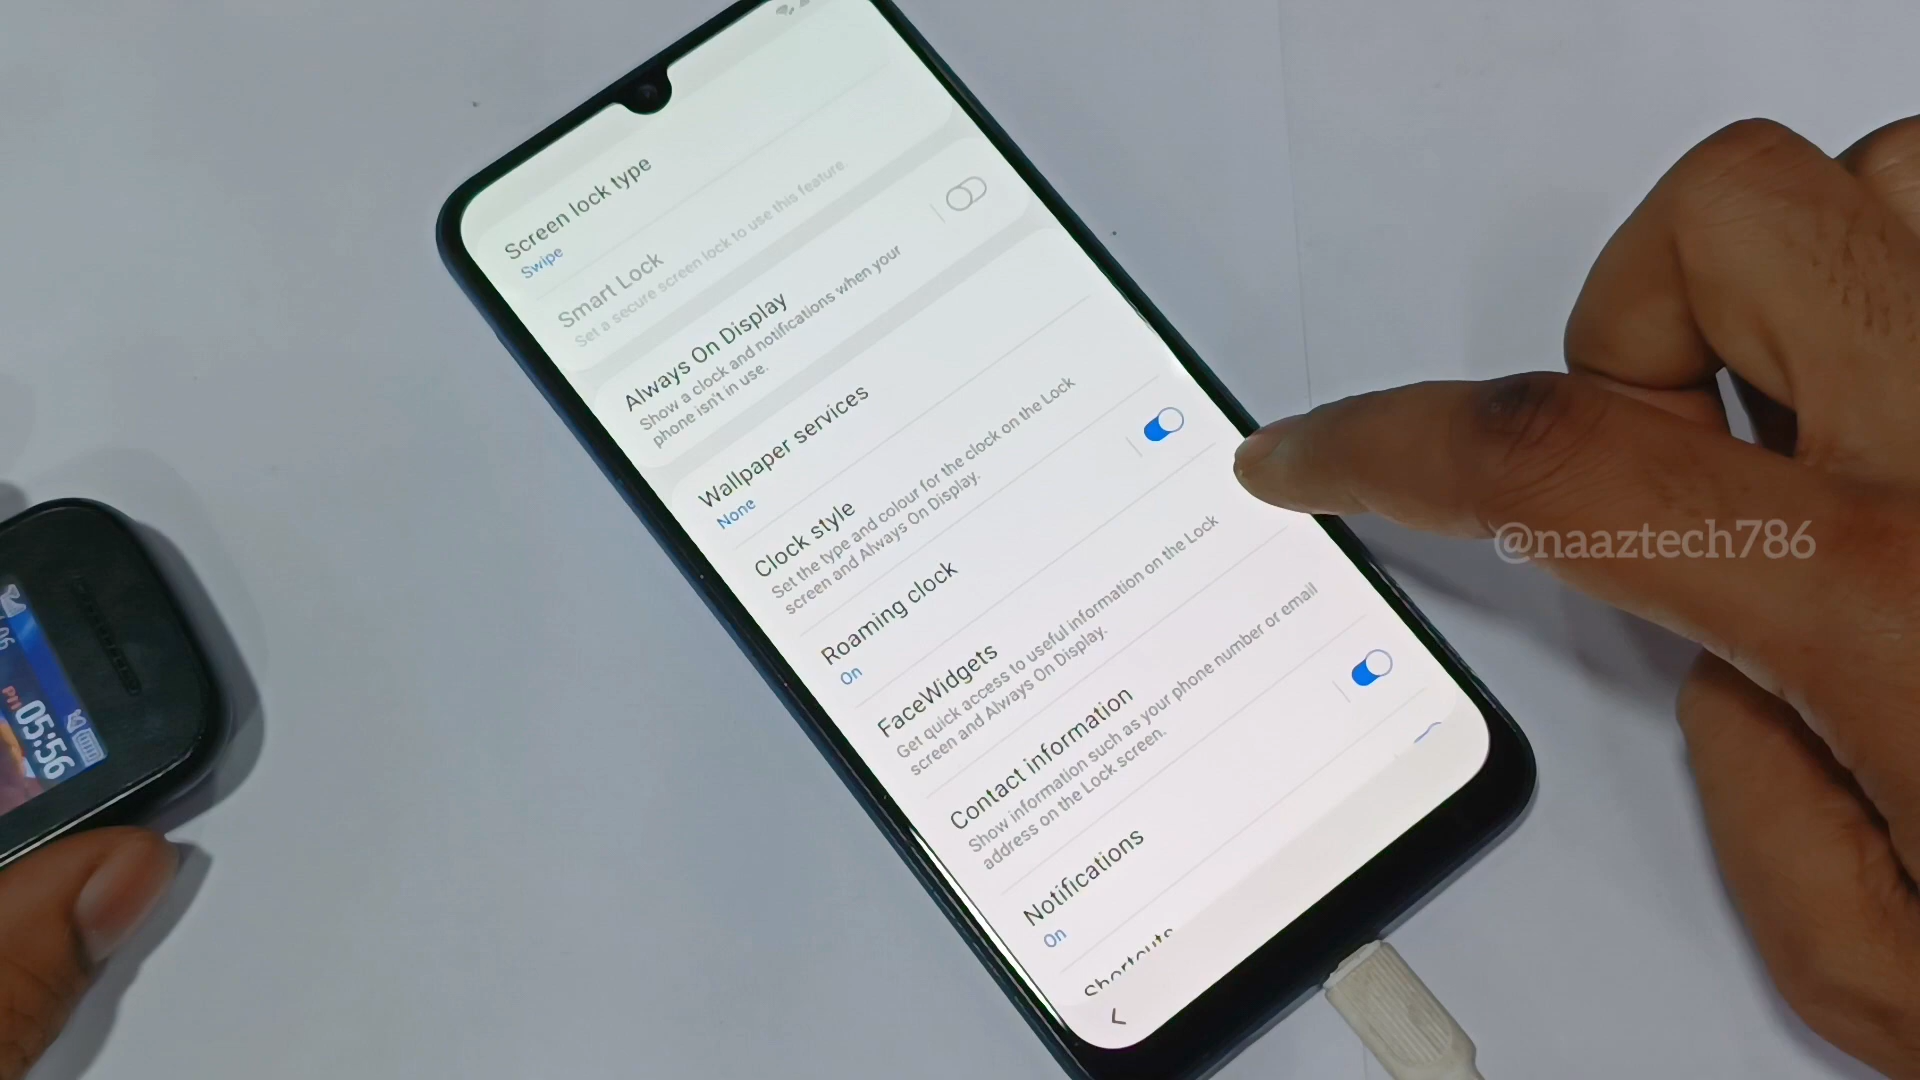 Screen lock type
Swipe
Smart Lock
Set a secure screen lock to use this feature
Always On Display
Show a clock and notifications when your
phone isn't in use.
Wallpaper services
None
Clock style
Set the type and colour for the clock on the Lock
screen and Always On Display.
Roaming clock
On
FaceWidgets
Get quick access to useful information on the Lock
screen and Always On Display.
Contact information
Show information such as your phone number or email
address on the Lock screen.
Notifications
On
Shortcuts
@naaztech786
06
PM
05:56